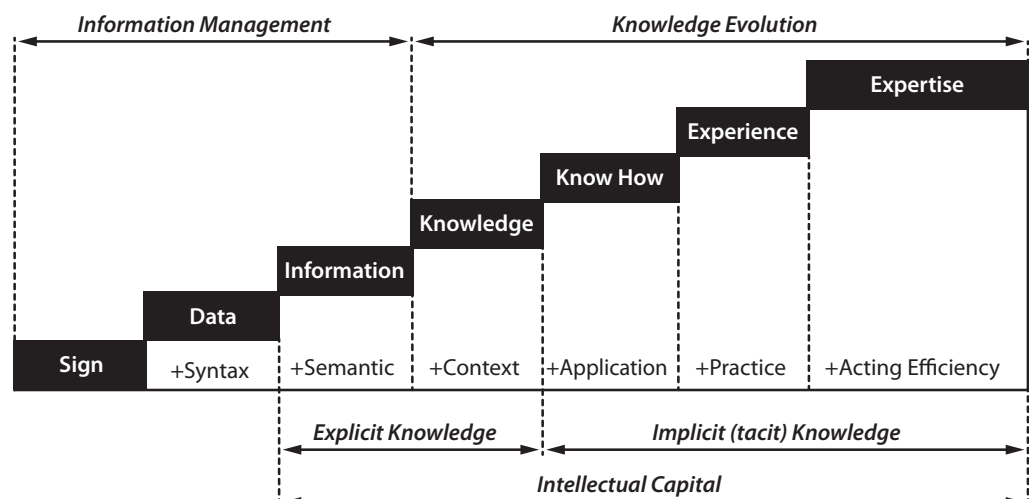 Information Management Knowledge Evolution
Expertise
Experience
Know How
Knowledge
Information
Data
Sign +Syntax +Semantic +Context +Application +Practice +Acting Efficiency
Explicit Knowledge Implicit (tacit) Knowledge
Intellectual Capital